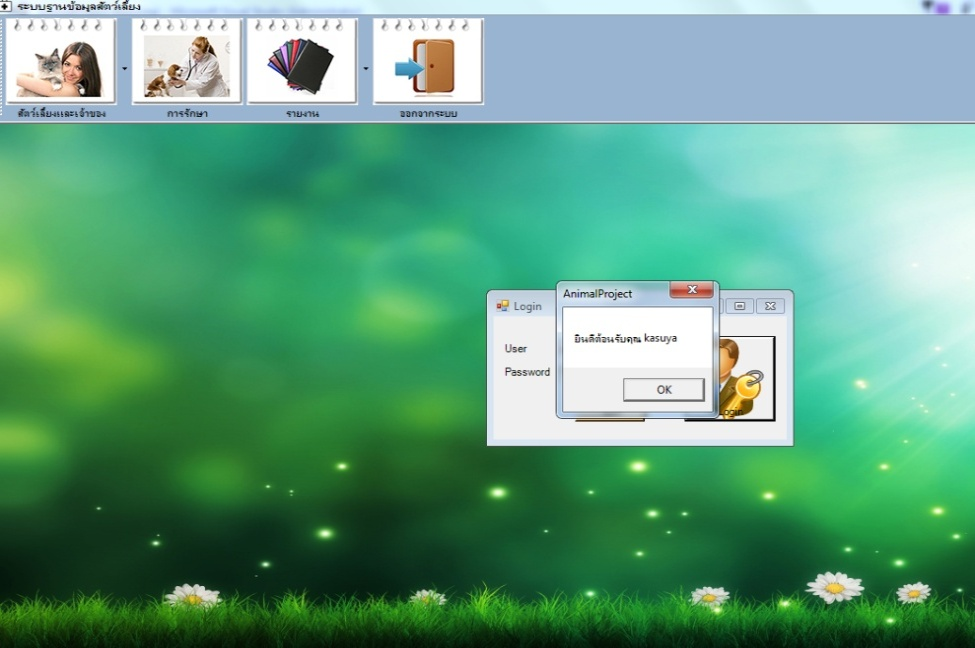 ระบบฐานข้อมูลสัตว์เลี้ยง
สัตว์เลี้ยงและเจ้าของ
การรักษา
รายงาน
ออกจากระบบ
Login
AnimalProject
User
Password
ยินดีต้อนรับคุณ kasuya
OK
Login